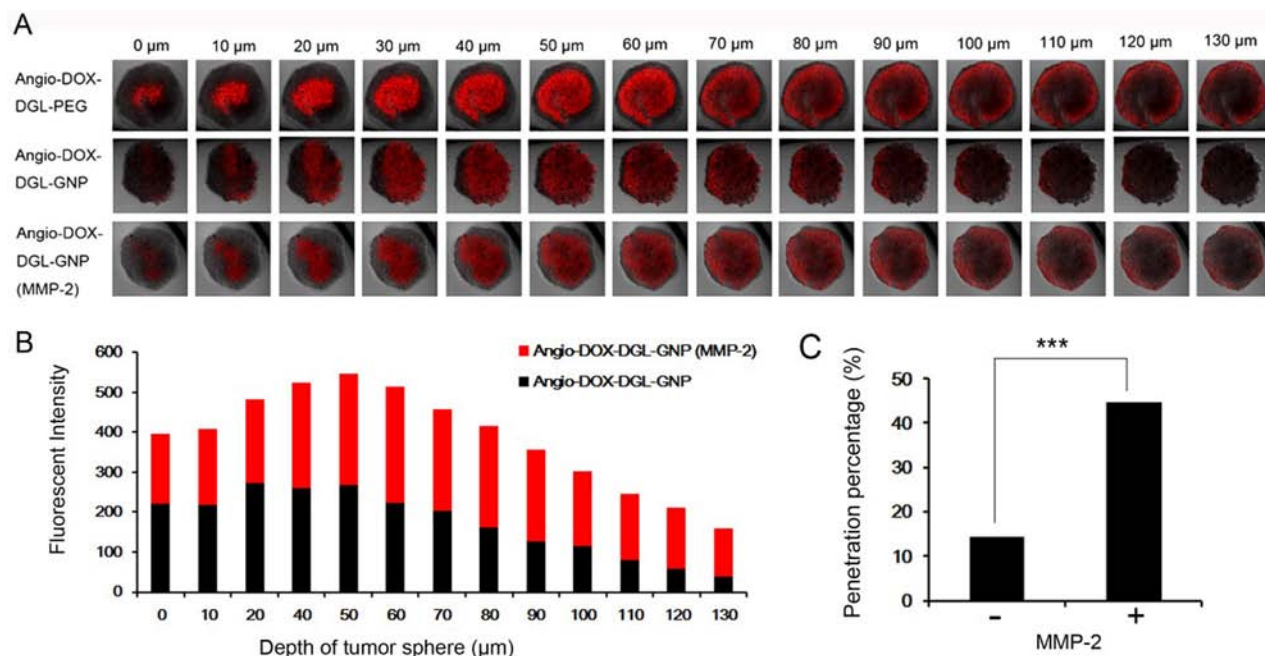 A
0 µm 10 µm 20 µm 30 µm 40 µm 50 µm 60 µm 70 µm 80 µm 90 µm 100 µm 110 µm 120 µm 130 µm
Angio-DOX-
DGL-PEG
Angio-DOX-
DGL-GNP
Angio-DOX-
DGL-GNP
(MMP-2)
B
Fluorescent Intensity
600
500
400
300
200
100
0
Angio-DOX-DGL-GNP (MMP-2)
Angio-DOX-DGL-GNP
0 10 20 40 50 60 70 80 90 100 110 120 130
Depth of tumor sphere (µm)
C
Penetration percentage (%)
***
50
40
30
20
10
0
- +
MMP-2